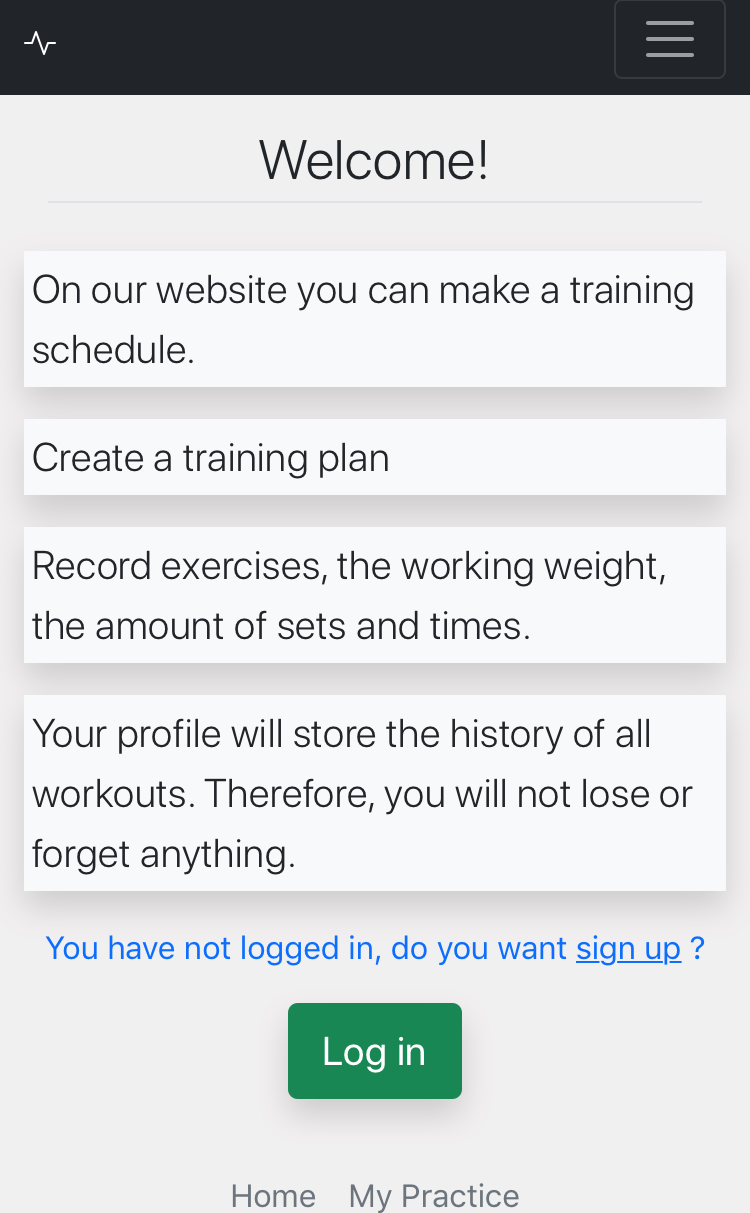 Welcome!
On our website you can make a training
schedule.
Create a training plan
Record exercises, the working weight,
the amount of sets and times.
Your profile will store the history of all
workouts. Therefore, you will not lose or
forget anything.
You have not logged in, do you want sign up ?
Log in
Home My Practice